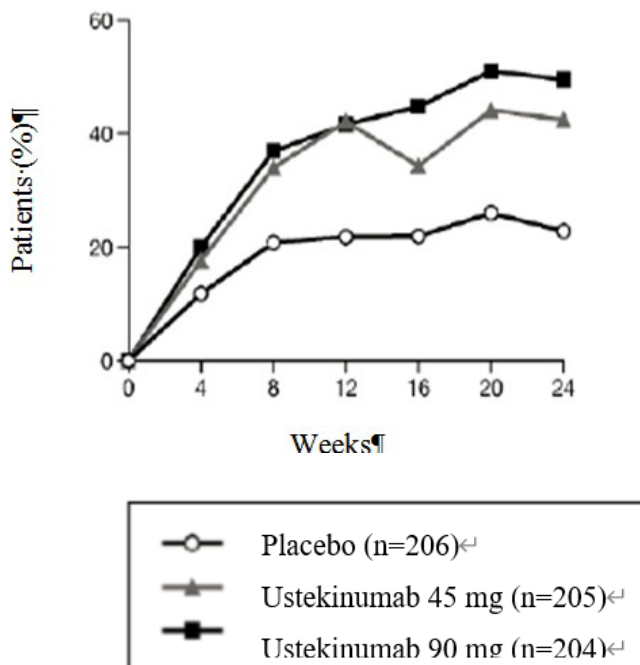 60
40
20
0
Patients·(%)¶
0 4 8 12 16 20 24
Weeks¶
Placebo (n=206)↵
Ustekinumab 45 mg (n=205)↵
Ustekinumab 90 mg (n=204)↵